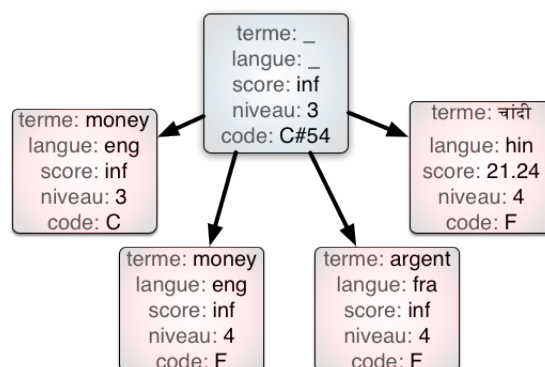 terme: _
langue: _
score: inf
niveau: 3
code: C#54
terme: money
langue: eng
score: inf
niveau: 3
code: C
terme: चांदी
langue: hin
score: 21.24
niveau: 4
code: F
terme: money
langue: eng
score: inf
niveau: 4
code: F
terme: argent
langue: fra
score: inf
niveau: 4
code: F